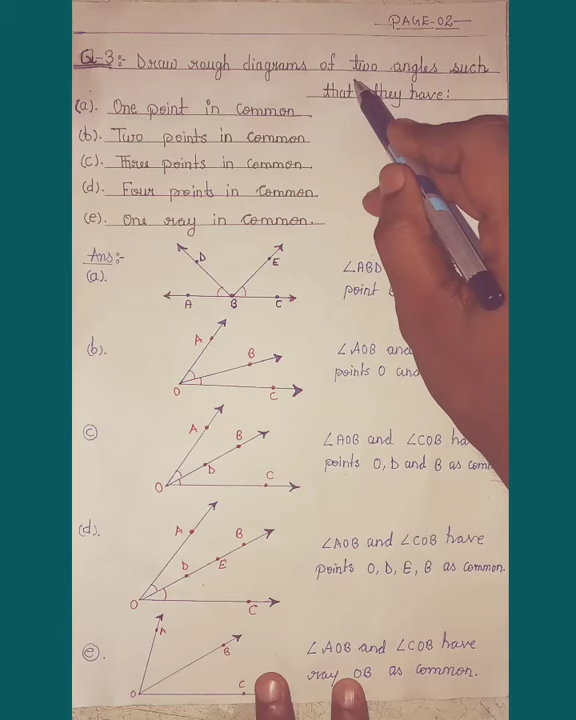 PAGE-02
Q-3:- Draw rough diagrams of two angles such
that they have:
(a). One point in common
(b). Two points in common
(c). Three points in common.
(d). Four point in common
(e). One ray in common.
Ans:-
(a).
D
E
A
B
C
∠ABD
point
(b).
A
B
O
C
∠AOB and
points O and
(c)
A
B
D
O
C
∠AOB and ∠COB
points O, D and B as
(d).
A
B
D
E
O
C
∠AOB and ∠COB have
points O, D, E, B as common.
(e).
A
B
O
C
∠AOB and ∠COB have
ray OB as common.